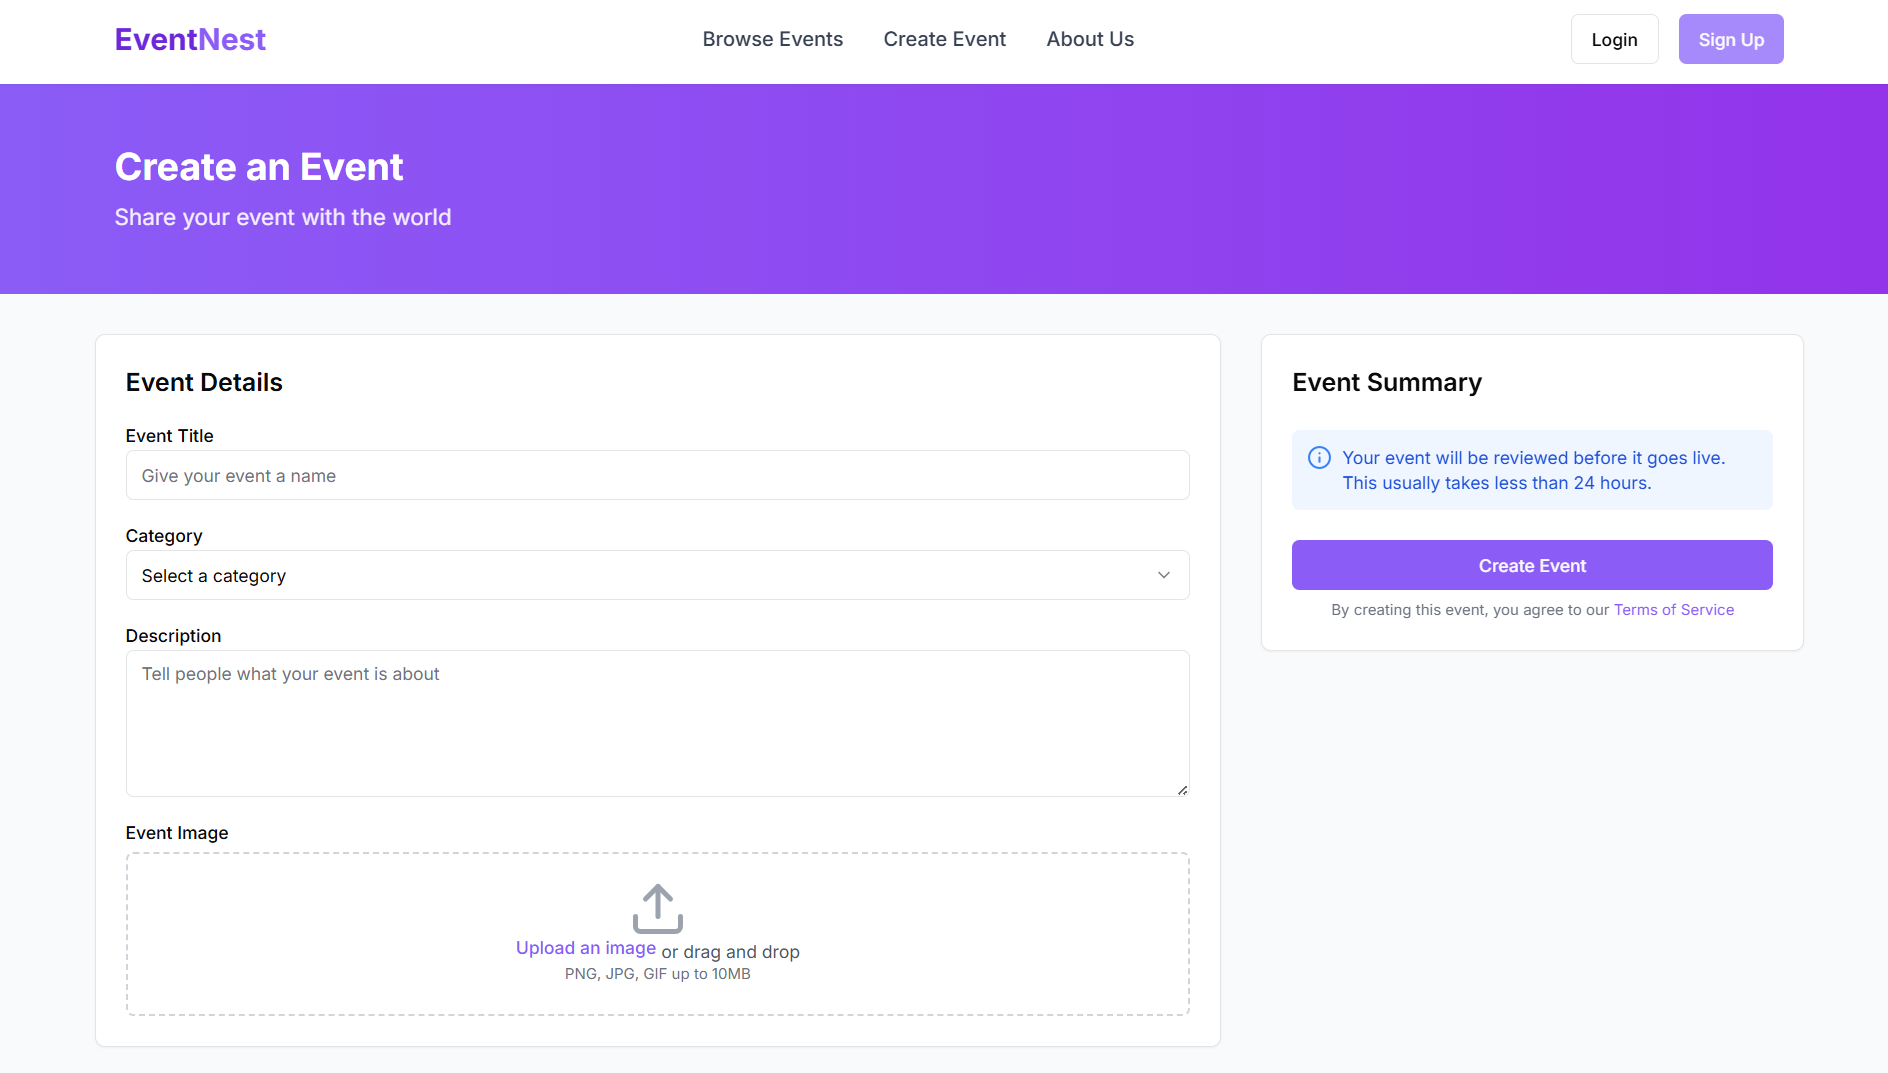 EventNest
Browse Events
Create Event
About Us
Login
Sign Up
Create an Event
Share your event with the world
Event Details
Event Title
Give your event a name
Category
Select a category
Description
Tell people what your event is about
Event Image
Upload an image or drag and drop
PNG, JPG, GIF up to 10MB
Event Summary
Your event will be reviewed before it goes live.
This usually takes less than 24 hours.
Create Event
By creating this event, you agree to our Terms of Service